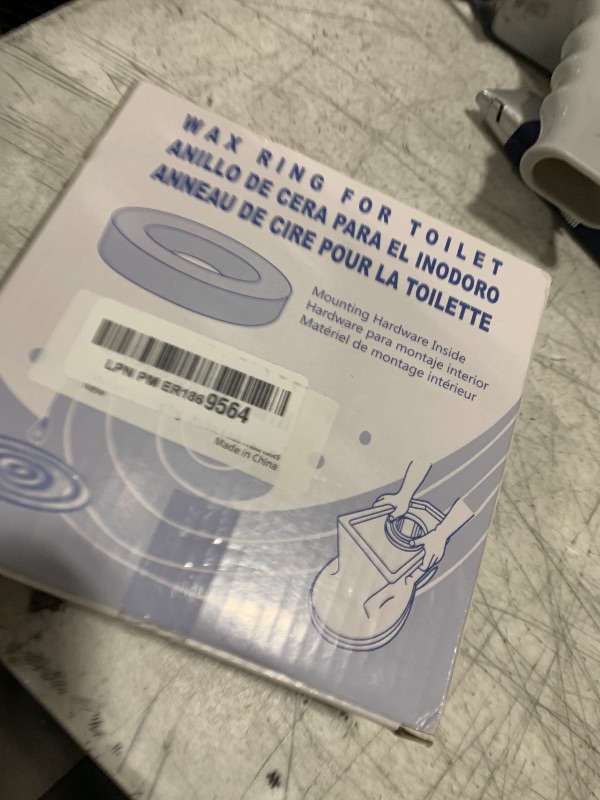 WAX RING FOR TOILET
ANILLO DE CERA PARA EL INODORO
ANNEAU DE CIRE POUR LA TOILETTE
Mounting Hardware Inside
Hardware para montaje interior
Matériel de montage intérieur
LPN PM ER186 9564
Made in China